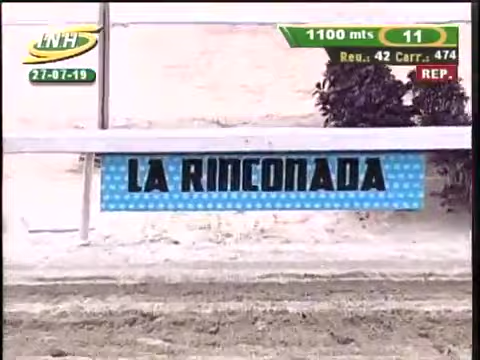 INH
27-07-19
1100 mts 11
Reu.: 42 Carr.: 474
REP.
LA RINCONADA